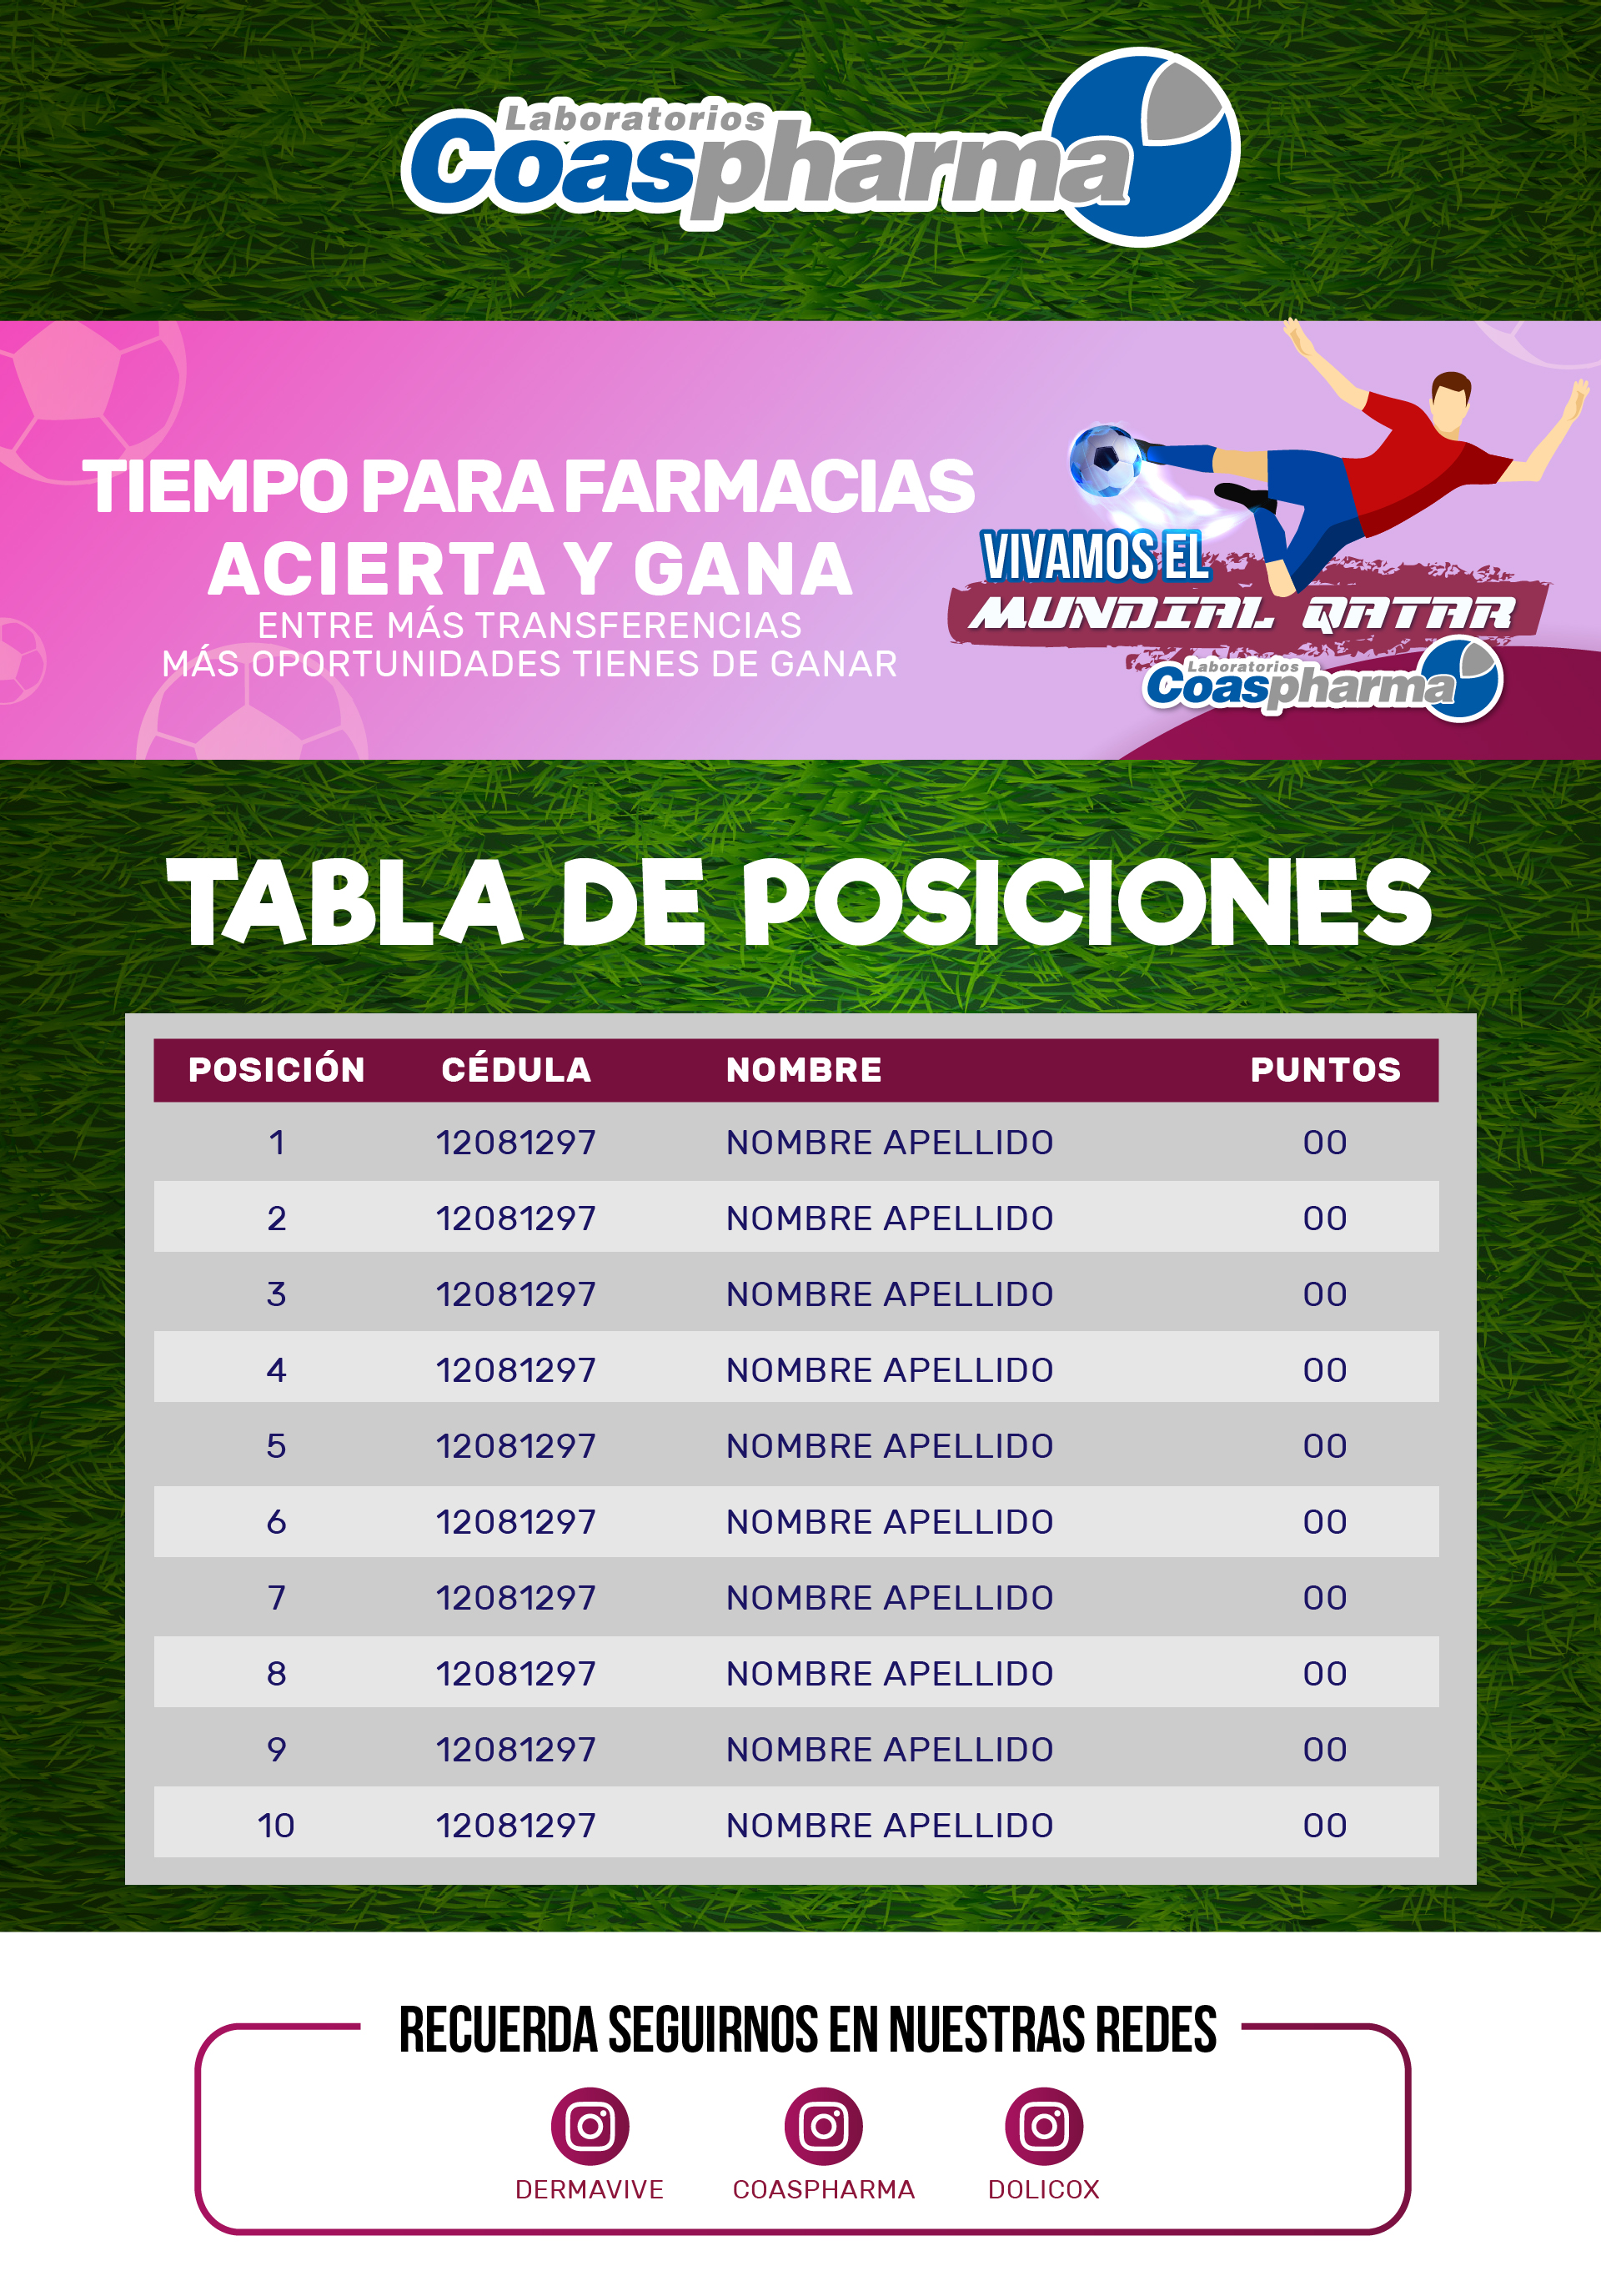 Laboratorios
Coaspharma
TIEMPO PARA FARMACIAS
ACIERTA Y GANA
ENTRE MÁS TRANSFERENCIAS
MÁS OPORTUNIDADES TIENES DE GANAR
VIVAMOS EL
MUNDIAL QATAR
Laboratorios
Coaspharma
TABLA DE POSICIONES
POSICIÓN CÉDULA NOMBRE PUNTOS
1 12081297 NOMBRE APELLIDO 00
2 12081297 NOMBRE APELLIDO 00
3 12081297 NOMBRE APELLIDO 00
4 12081297 NOMBRE APELLIDO 00
5 12081297 NOMBRE APELLIDO 00
6 12081297 NOMBRE APELLIDO 00
7 12081297 NOMBRE APELLIDO 00
8 12081297 NOMBRE APELLIDO 00
9 12081297 NOMBRE APELLIDO 00
10 12081297 NOMBRE APELLIDO 00
RECUERDA SEGUIRNOS EN NUESTRAS REDES
DERMAVIVE COASPHARMA DOLICOX